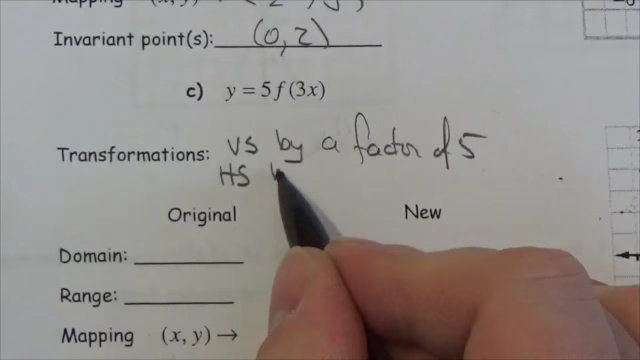 Invariant point(s): (0, 2)
c) y = 5f(3x)
Transformations: VS by a factor of 5
HS
Original New
Domain:
Range:
Mapping (x, y) →